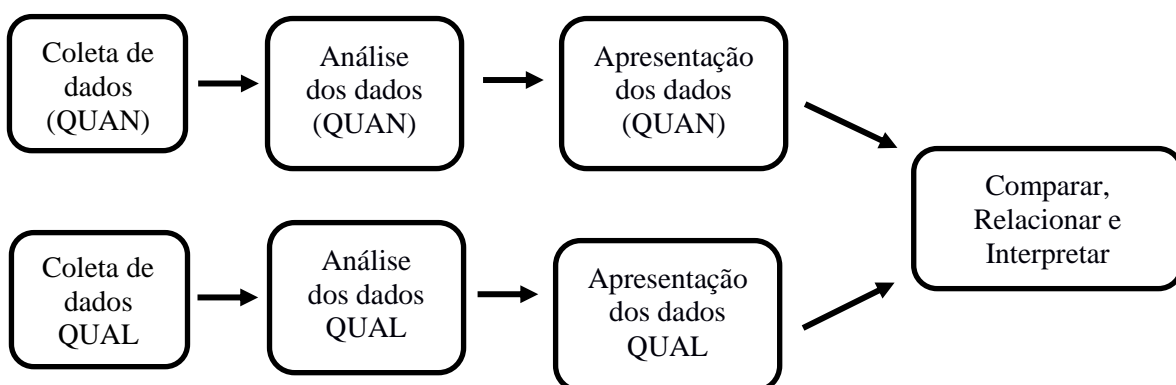 Coleta de
dados
(QUAN)
Análise
dos dados
(QUAN)
Apresentação
dos dados
(QUAN)
Comparar,
Relacionar e
Interpretar
Coleta de
dados
QUAL
Análise
dos dados
QUAL
Apresentação
dos dados
QUAL